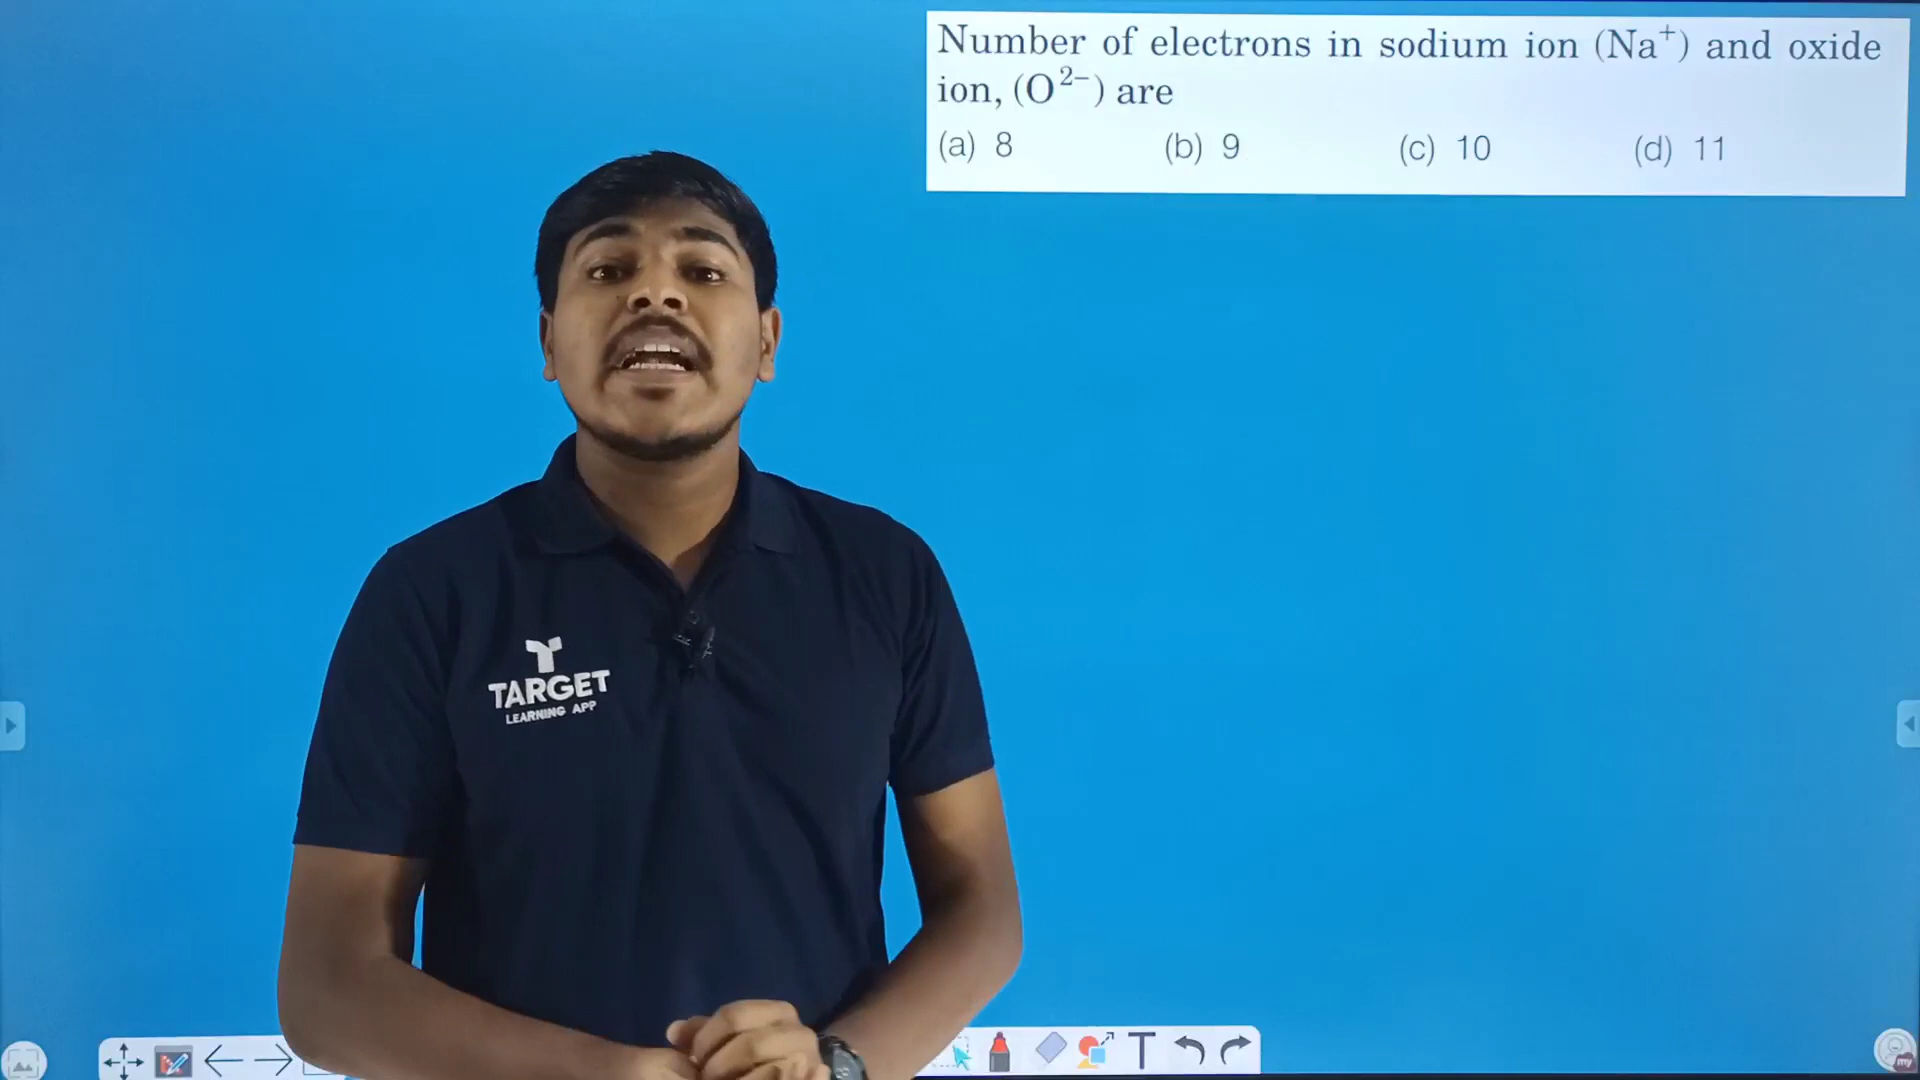 Number of electrons in sodium ion (Na⁺) and oxide
ion, (O²⁻) are
(a) 8 (b) 9 (c) 10 (d) 11
TARGET
LEARNING APP
T
my